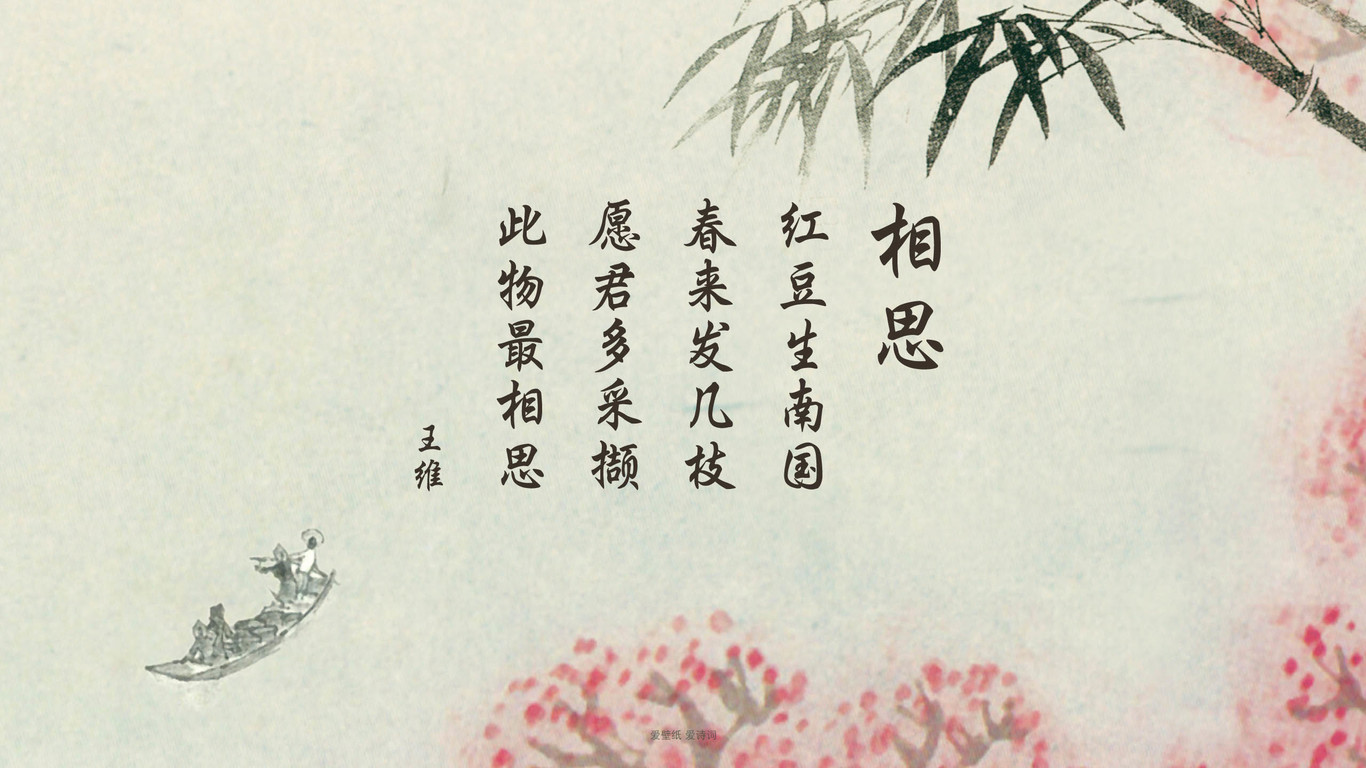 相思
红豆生南国
春来发几枝
愿君多采撷
此物最相思
王维
爱壁纸 爱诗词